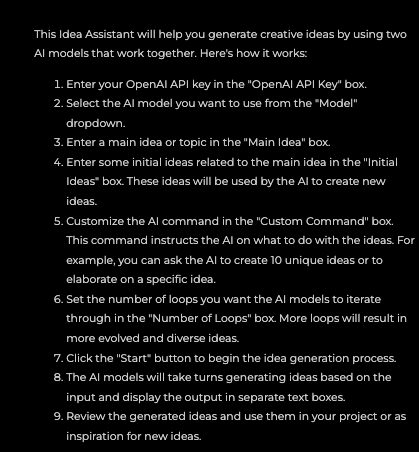 This Idea Assistant will help you generate creative ideas by using two
AI models that work together. Here's how it works:
1. Enter your OpenAI API key in the "OpenAI API Key" box.
2. Select the AI model you want to use from the "Model"
dropdown.
3. Enter a main idea or topic in the "Main Idea" box.
4. Enter some initial ideas related to the main idea in the "Initial
Ideas" box. These ideas will be used by the AI to create new
ideas.
5. Customize the AI command in the "Custom Command" box.
This command instructs the AI on what to do with the ideas. For
example, you can ask the AI to create 10 unique ideas or to
elaborate on a specific idea.
6. Set the number of loops you want the AI models to iterate
through in the "Number of Loops" box. More loops will result in
more evolved and diverse ideas.
7. Click the "Start" button to begin the idea generation process.
8. The AI models will take turns generating ideas based on the
input and display the output in separate text boxes.
9. Review the generated ideas and use them in your project or as
inspiration for new ideas.